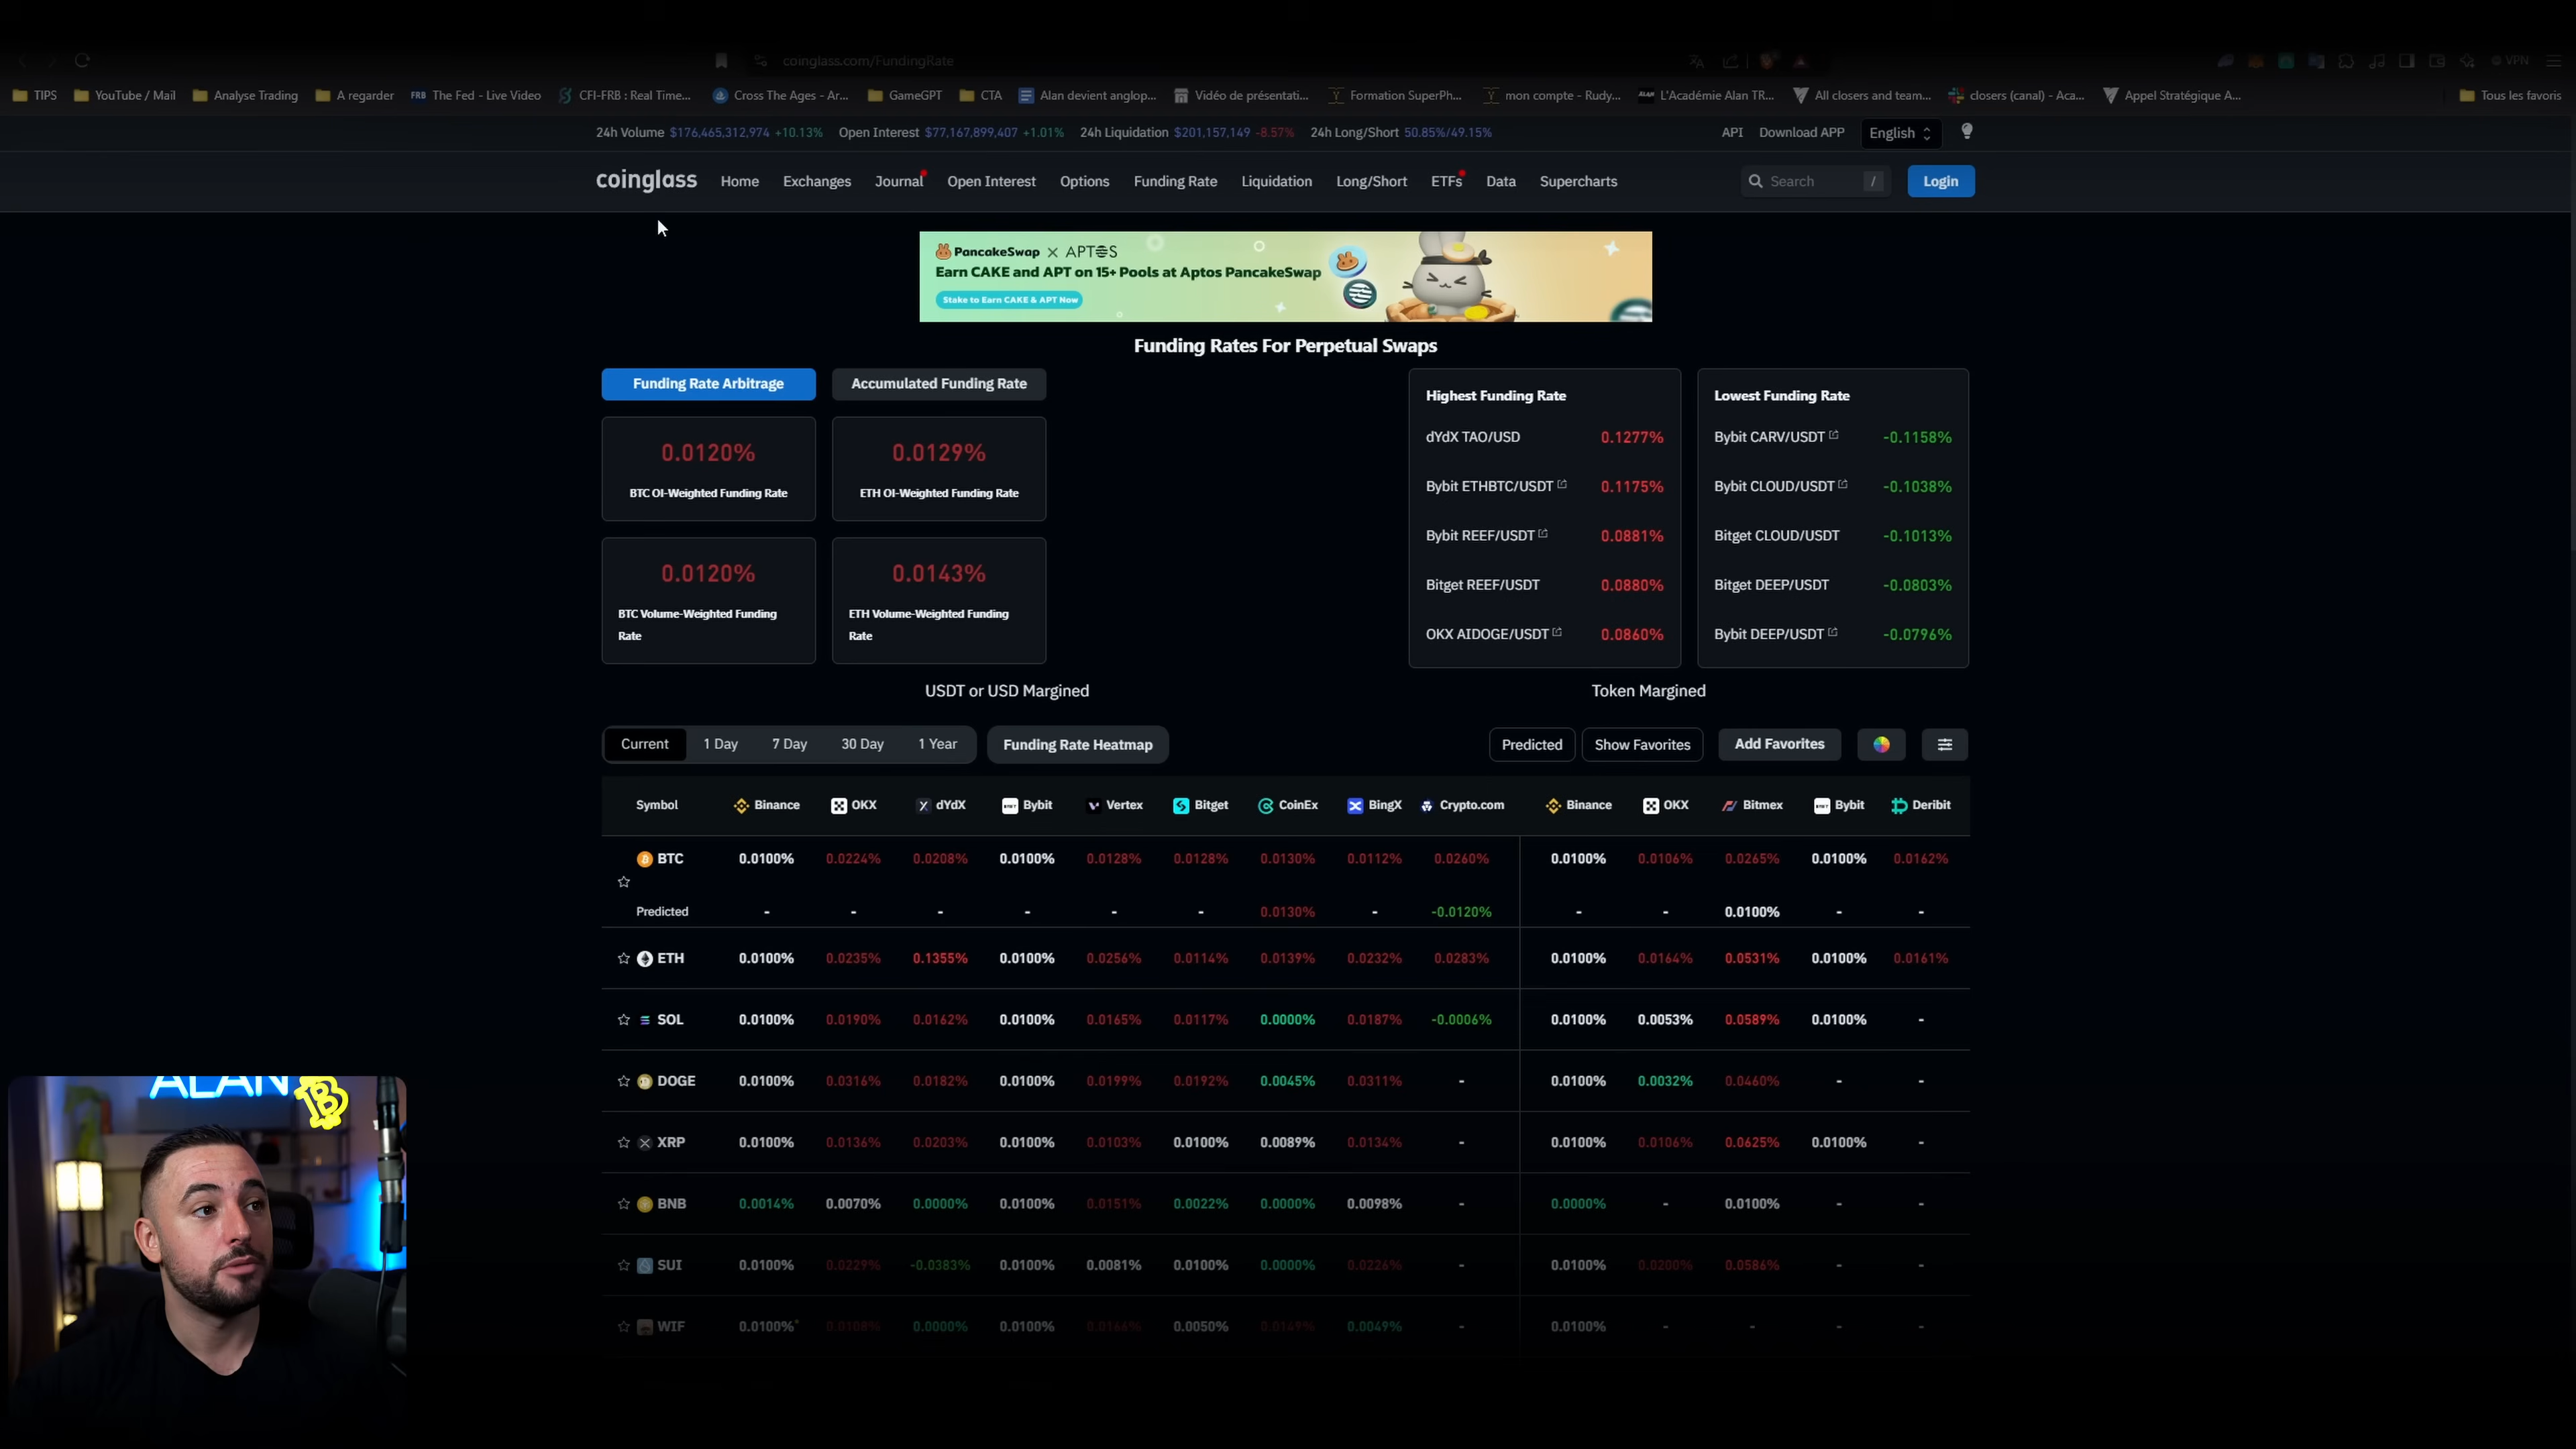 coinglass.com/FundingRate
VPN
TIPS YouTube / Mail Analyse Trading A regarder FRB The Fed - Live Video CFI-FRB : Real Time... Cross The Ages - Ar... GameGPT CTA Alan devient anglop... Vidéo de présentati... Formation SuperPh... mon compte - Rudy... L'Académie Alan TR... All closers and team... closers (canal) - Aca... Appel Stratégique A... Tous les favoris
24h Volume $176,465,312,974 +10.13% Open Interest $77,167,899,407 +1.01% 24h Liquidation $201,157,149 -8.57% 24h Long/Short 50.85%/49.15% API Download APP English
coinglass Home Exchanges Journal Open Interest Options Funding Rate Liquidation Long/Short ETFs Data Supercharts Search / Login
PancakeSwap X APTOS
Earn CAKE and APT on 15+ Pools at Aptos PancakeSwap
Stake to Earn CAKE & APT Now
Funding Rates For Perpetual Swaps
Funding Rate Arbitrage Accumulated Funding Rate
0.0120% 0.0129%
BTC OI-Weighted Funding Rate ETH OI-Weighted Funding Rate
0.0120% 0.0143%
BTC Volume-Weighted Funding Rate
ETH Volume-Weighted Funding Rate
Highest Funding Rate
dYdX TAO/USD 0.1277%
Bybit ETHBTC/USDT 0.1175%
Bybit REEF/USDT 0.0881%
Bitget REEF/USDT 0.0880%
OKX AIDOGE/USDT 0.0860%
Lowest Funding Rate
Bybit CARV/USDT -0.1158%
Bybit CLOUD/USDT -0.1038%
Bitget CLOUD/USDT -0.1013%
Bitget DEEP/USDT -0.0803%
Bybit DEEP/USDT -0.0796%
USDT or USD Margined Token Margined
Current 1 Day 7 Day 30 Day 1 Year Funding Rate Heatmap Predicted Show Favorites Add Favorites
Symbol Binance OKX dYdX Bybit Vertex Bitget CoinEx BingX Crypto.com Binance OKX Bitmex Bybit Deribit
BTC 0.0100% 0.0224% 0.0208% 0.0100% 0.0128% 0.0128% 0.0130% 0.0112% 0.0260% 0.0100% 0.0106% 0.0265% 0.0100% 0.0162%
Predicted - - - - - - 0.0130% - -0.0120% - - 0.0100% - -
ETH 0.0100% 0.0235% 0.1355% 0.0100% 0.0256% 0.0114% 0.0139% 0.0232% 0.0283% 0.0100% 0.0164% 0.0531% 0.0100% 0.0161%
SOL 0.0100% 0.0190% 0.0162% 0.0100% 0.0165% 0.0117% 0.0000% 0.0187% -0.0006% 0.0100% 0.0053% 0.0589% 0.0100% -
DOGE 0.0100% 0.0316% 0.0182% 0.0100% 0.0199% 0.0192% 0.0045% 0.0311% - 0.0100% 0.0032% 0.0460% - -
XRP 0.0100% 0.0136% 0.0203% 0.0100% 0.0103% 0.0100% 0.0089% 0.0134% - 0.0100% 0.0106% 0.0625% 0.0100% -
BNB 0.0014% 0.0070% 0.0000% 0.0100% 0.0151% 0.0022% 0.0000% 0.0098% - 0.0000% - 0.0100% - -
SUI 0.0100% 0.0229% -0.0383% 0.0100% 0.0081% 0.0100% 0.0000% 0.0226% - 0.0100% 0.0200% 0.0586% - -
WIF 0.0100%* 0.0108% 0.0000% 0.0100% 0.0166% 0.0050% 0.0149% 0.0049% - 0.0100% - - - -
ALAN